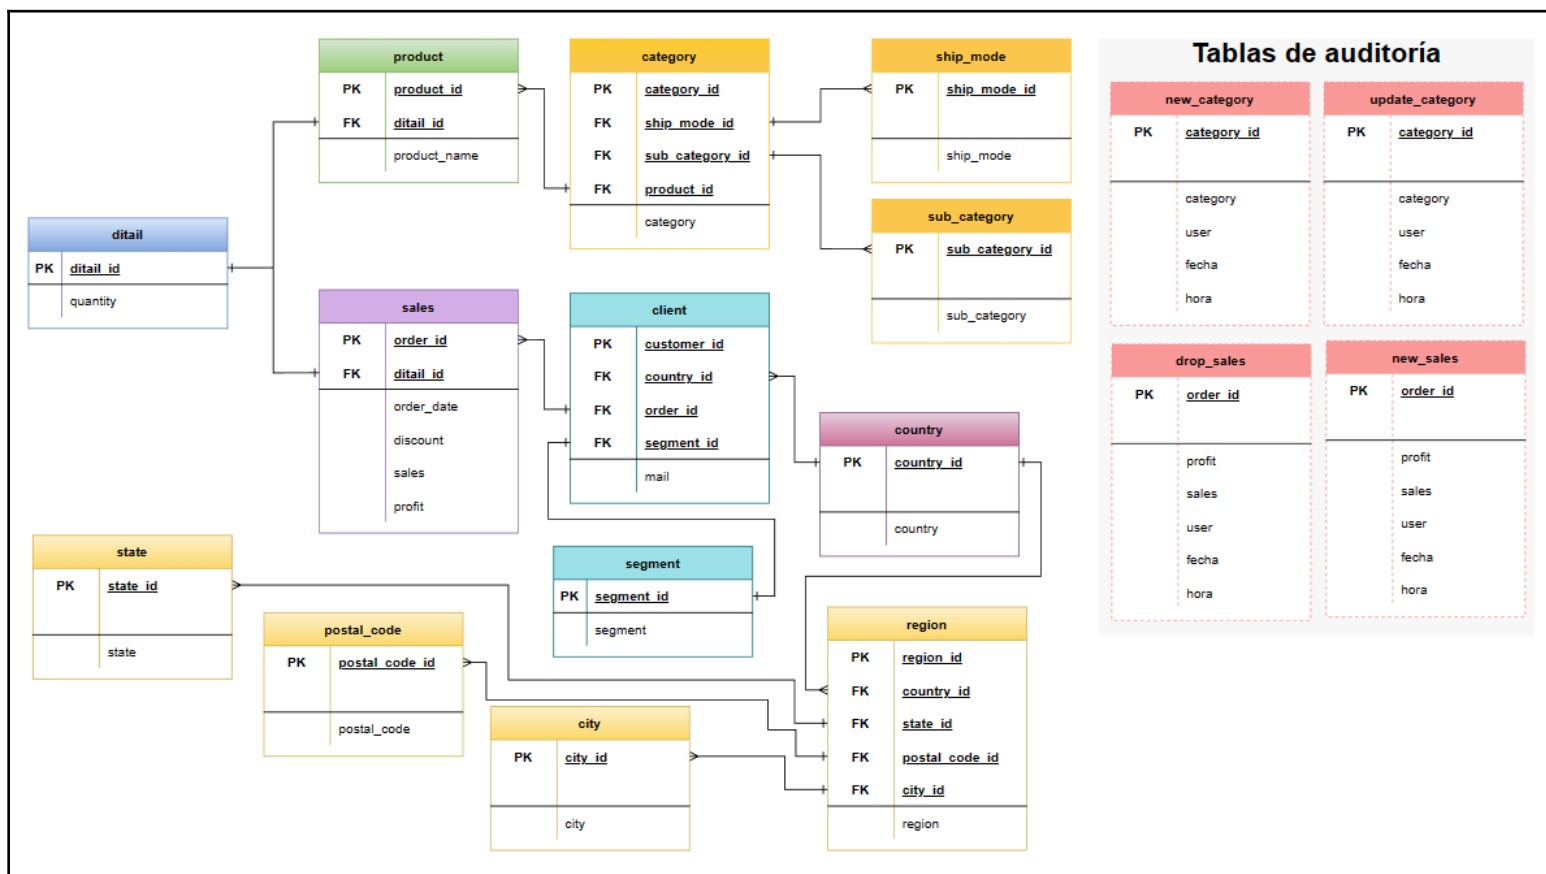 product
PK product_id
FK ditail_id
product_name
category
PK category_id
FK ship_mode_id
FK sub_category_id
FK product_id
category
ship_mode
PK ship_mode_id
ship_mode
sub_category
PK sub_category_id
sub_category
ditail
PK ditail_id
quantity
sales
PK order_id
FK ditail_id
order_date
discount
sales
profit
client
PK customer_id
FK country_id
FK order_id
FK segment_id
mail
country
PK country_id
country
segment
PK segment_id
segment
state
PK state_id
state
postal_code
PK postal_code_id
postal_code
city
PK city_id
city
region
PK region_id
FK country_id
FK state_id
FK postal_code_id
FK city_id
region
Tablas de auditoría
new_category
PK category_id
category
user
fecha
hora
update_category
PK category_id
category
user
fecha
hora
drop_sales
PK order_id
profit
sales
user
fecha
hora
new_sales
PK order_id
profit
sales
user
fecha
hora